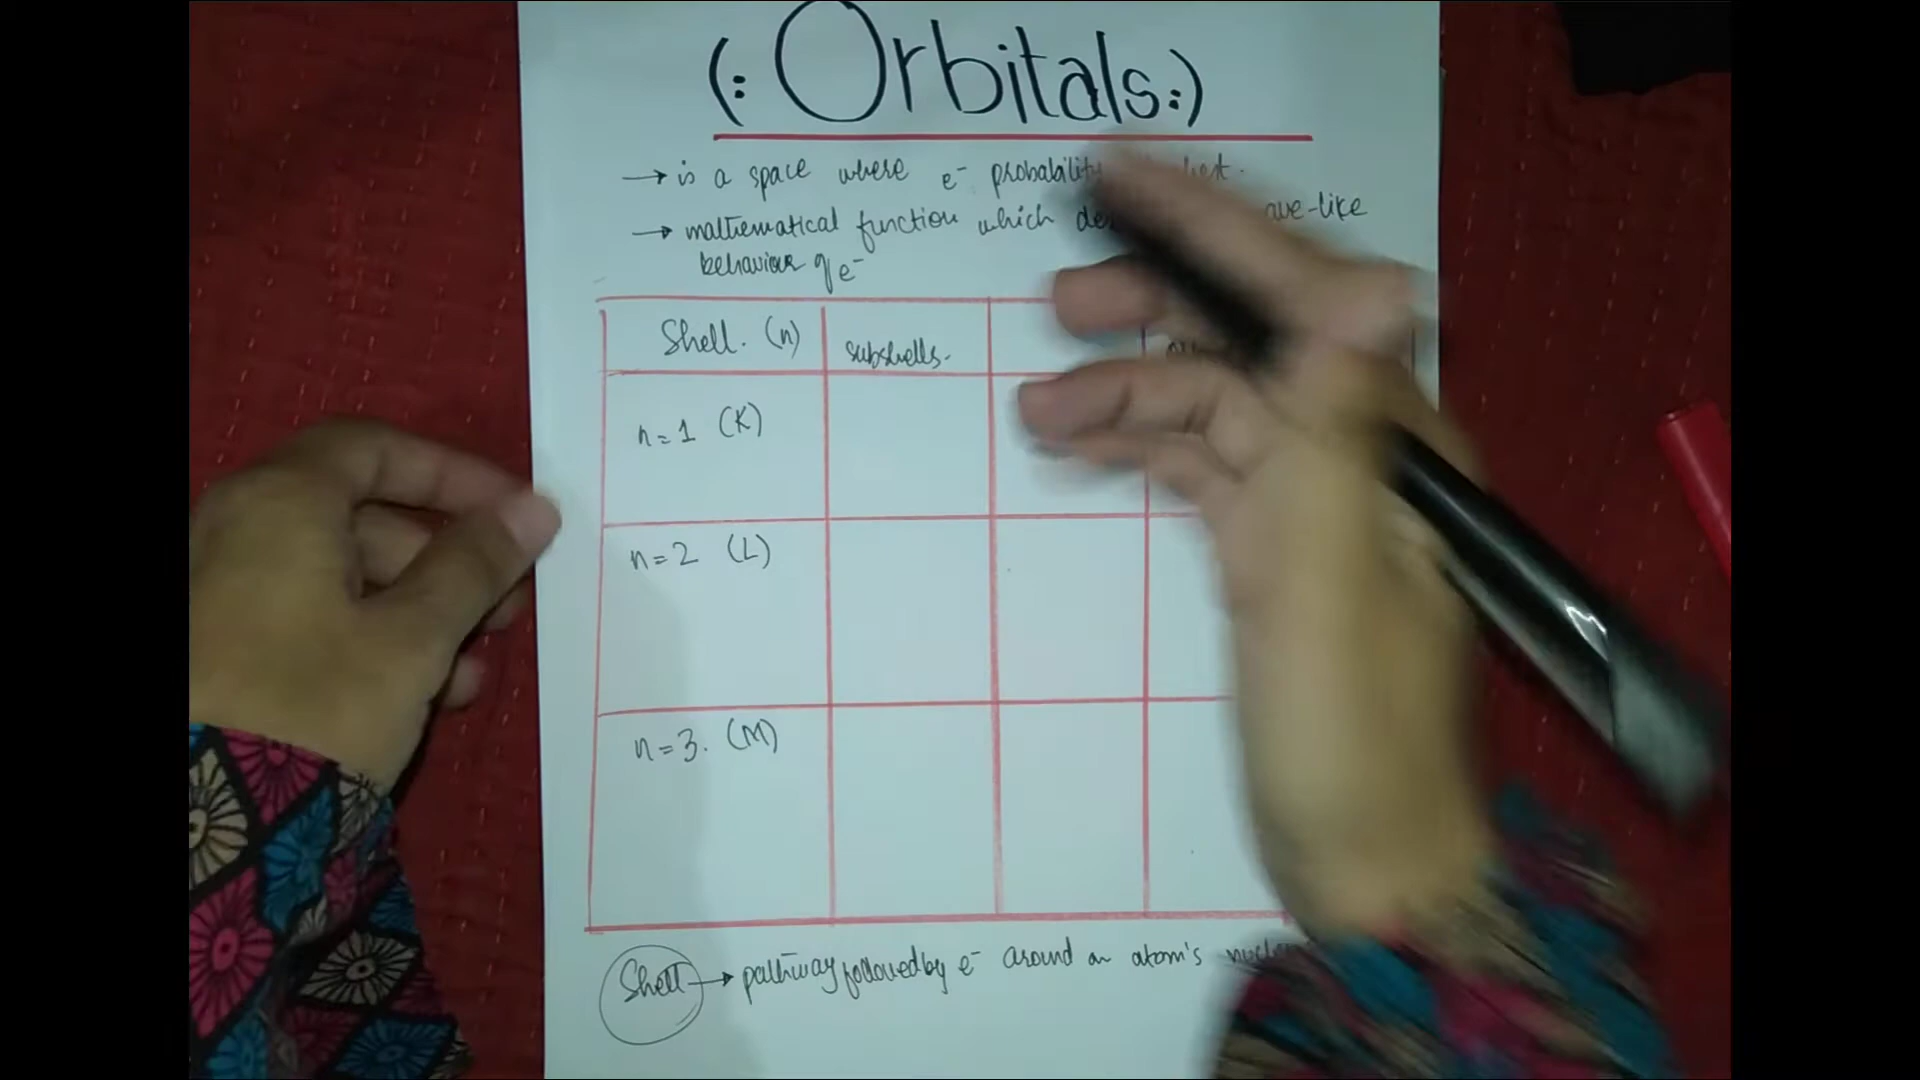 (: Orbitals :)
→ is a space where e⁻ probability
→ mathematical function which
behaviour of e⁻
Shell. (n)
subshells.
n=1 (K)
n=2 (L)
n=3. (M)
Shell → pathway followed by e⁻ around an atom's